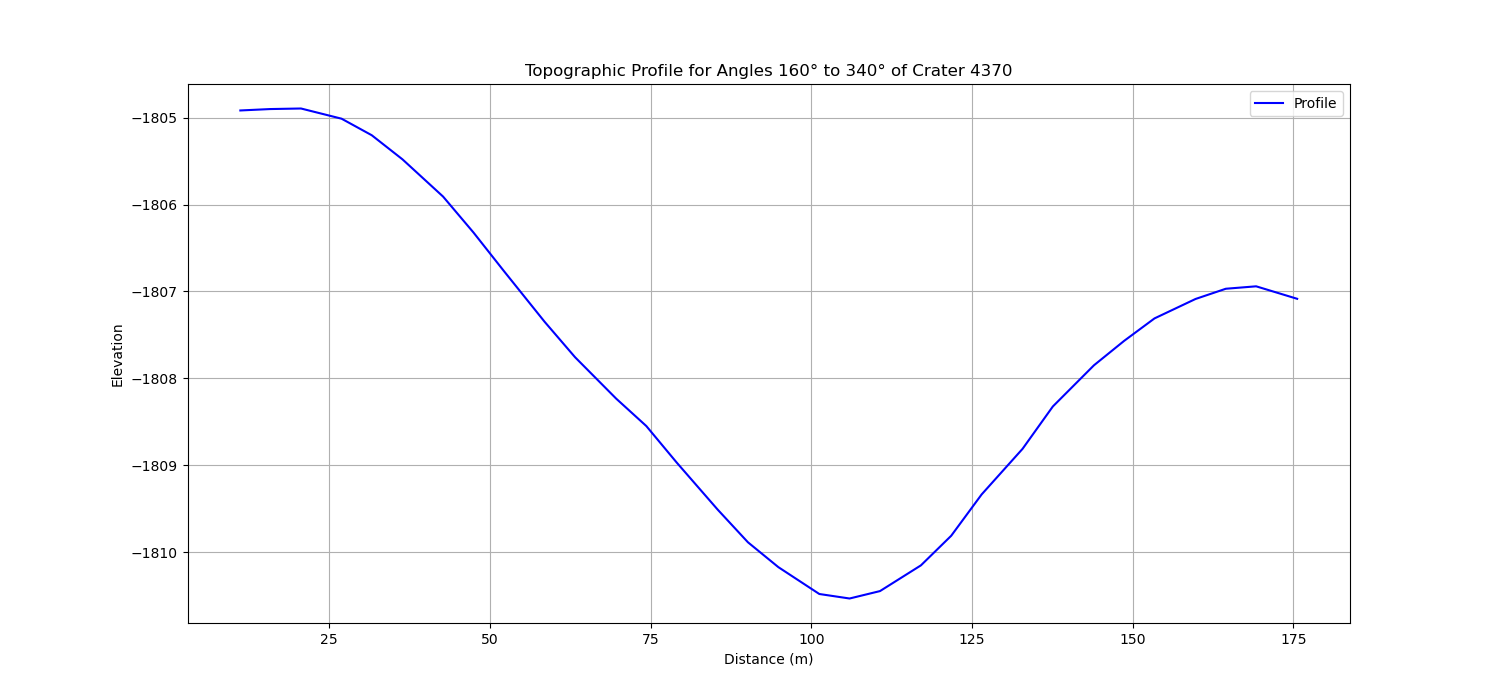 Topographic Profile for Angles 160° to 340° of Crater 4370
Profile
−1805
−1806
−1807
−1808
−1809
−1810
Elevation
25 50 75 100 125 150 175
Distance (m)